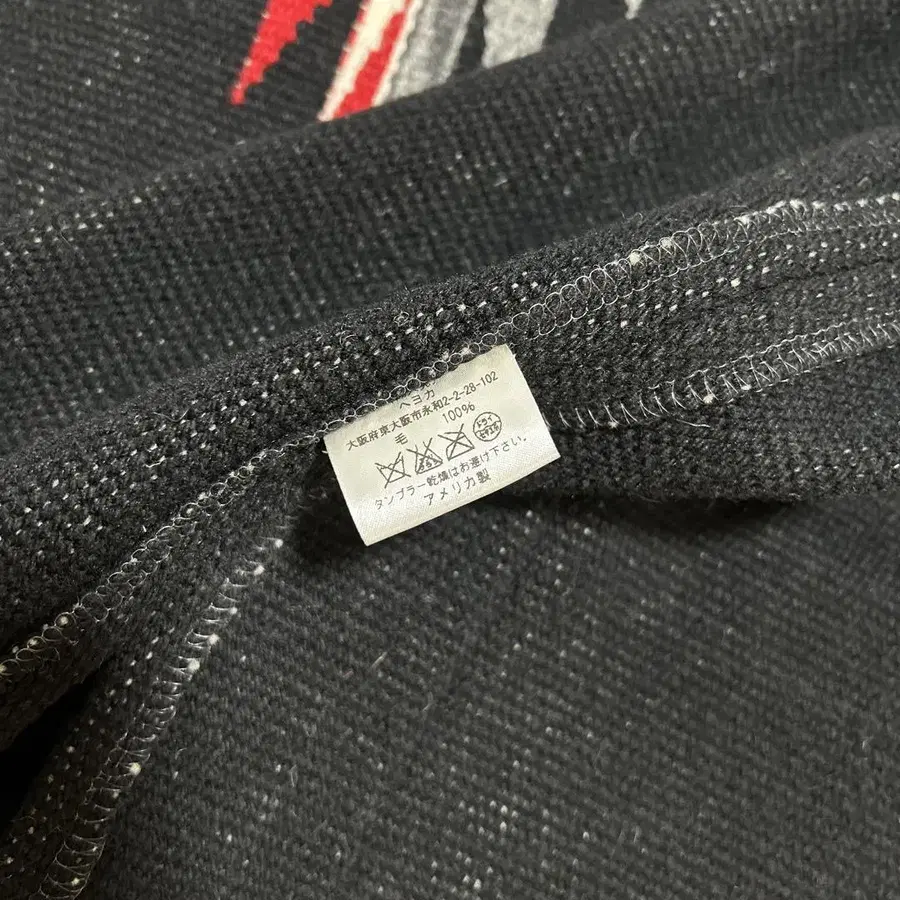 ヘヨカ
大阪府東大阪市永和2-2-28-102
毛 100%
タンブラー乾燥はお避け下さい。
アメリカ製